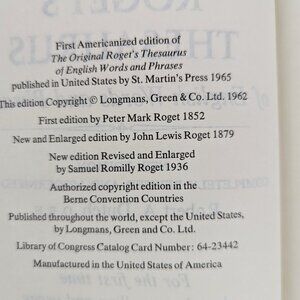 First Americanized edition of
The Original Roget's Thesaurus
of English Words and Phrases
published in United States by St. Martin's Press 1965
This edition Copyright © Longmans, Green & Co. Ltd. 1962
First edition by Peter Mark Roget 1852
New and Enlarged edition by John Lewis Roget 1879
New edition Revised and Enlarged
by Samuel Romilly Roget 1936
Authorized copyright edition in the
Berne Convention Countries
Published throughout the world, except the United States,
by Longmans, Green and Co. Ltd.
Library of Congress Catalog Card Number: 64-23442
Manufactured in the United States of America